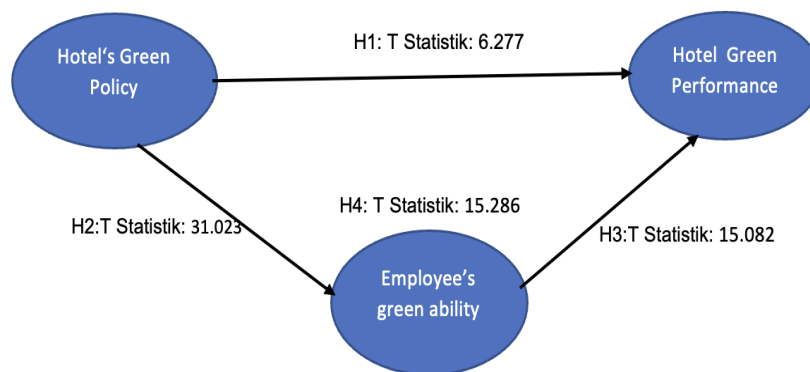 H1: T Statistik: 6.277
Hotel's Green
Policy
Hotel Green
Performance
H4: T Statistik: 15.286
H2:T Statistik: 31.023
H3:T Statistik: 15.082
Employee's
green ability